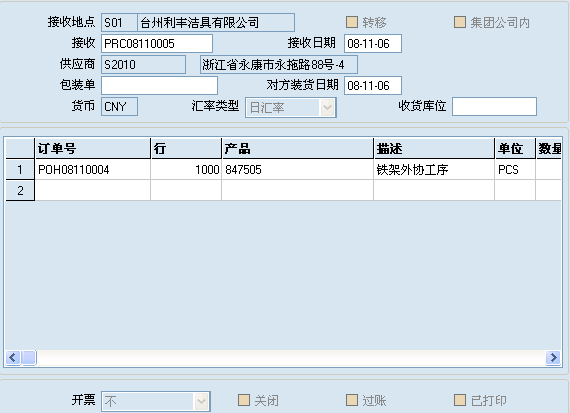 接收地点 S01 台州利丰洁具有限公司 转移 集团公司内
接收 PRC08110005 接收日期 08-11-06
供应商 S2010 浙江省永康市永拖路88号-4
包装单 对方装货日期 08-11-06
货币 CNY 汇率类型 日汇率 收货库位
订单号 行 产品 描述 单位 数量
1 POH08110004 1000 847505 铁架外协工序 PCS
2
开票 不 关闭 过账 已打印